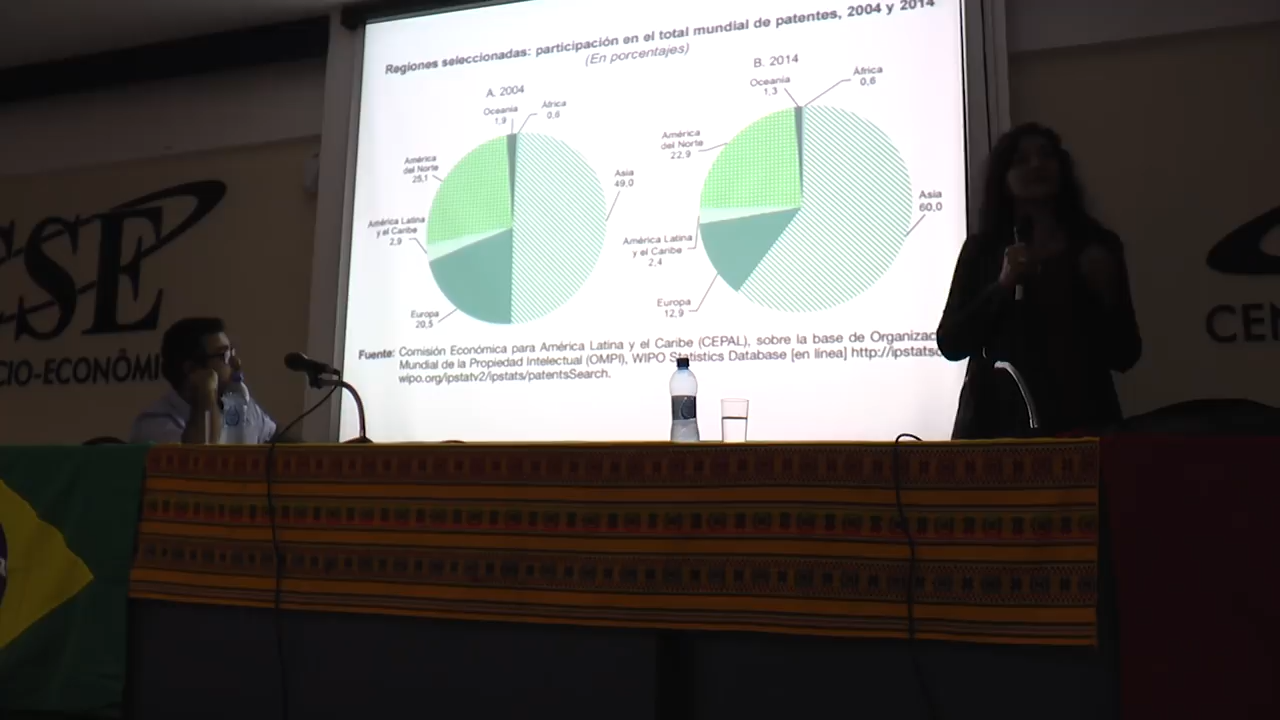 Regiones seleccionadas: participación en el total mundial de patentes, 2004 y 2014
(En porcentajes)
A. 2004
Oceanía
1,9
África
0,6
América
del Norte
25,1
Asia
49,0
América Latina
y el Caribe
2,9
Europa
20,5
B. 2014
Oceanía
1,3
África
0,6
América
del Norte
22,9
Asia
60,0
América Latina
y el Caribe
2,4
Europa
12,9
Fuente: Comisión Económica para América Latina y el Caribe (CEPAL), sobre la base de Organizac
Mundial de la Propiedad Intelectual (OMPI), WIPO Statistics Database [en línea] http://ipstats
wipo.org/ipstatv2/ipstats/patentsSearch.
CSE
CIO-ECONÔMI
CEN